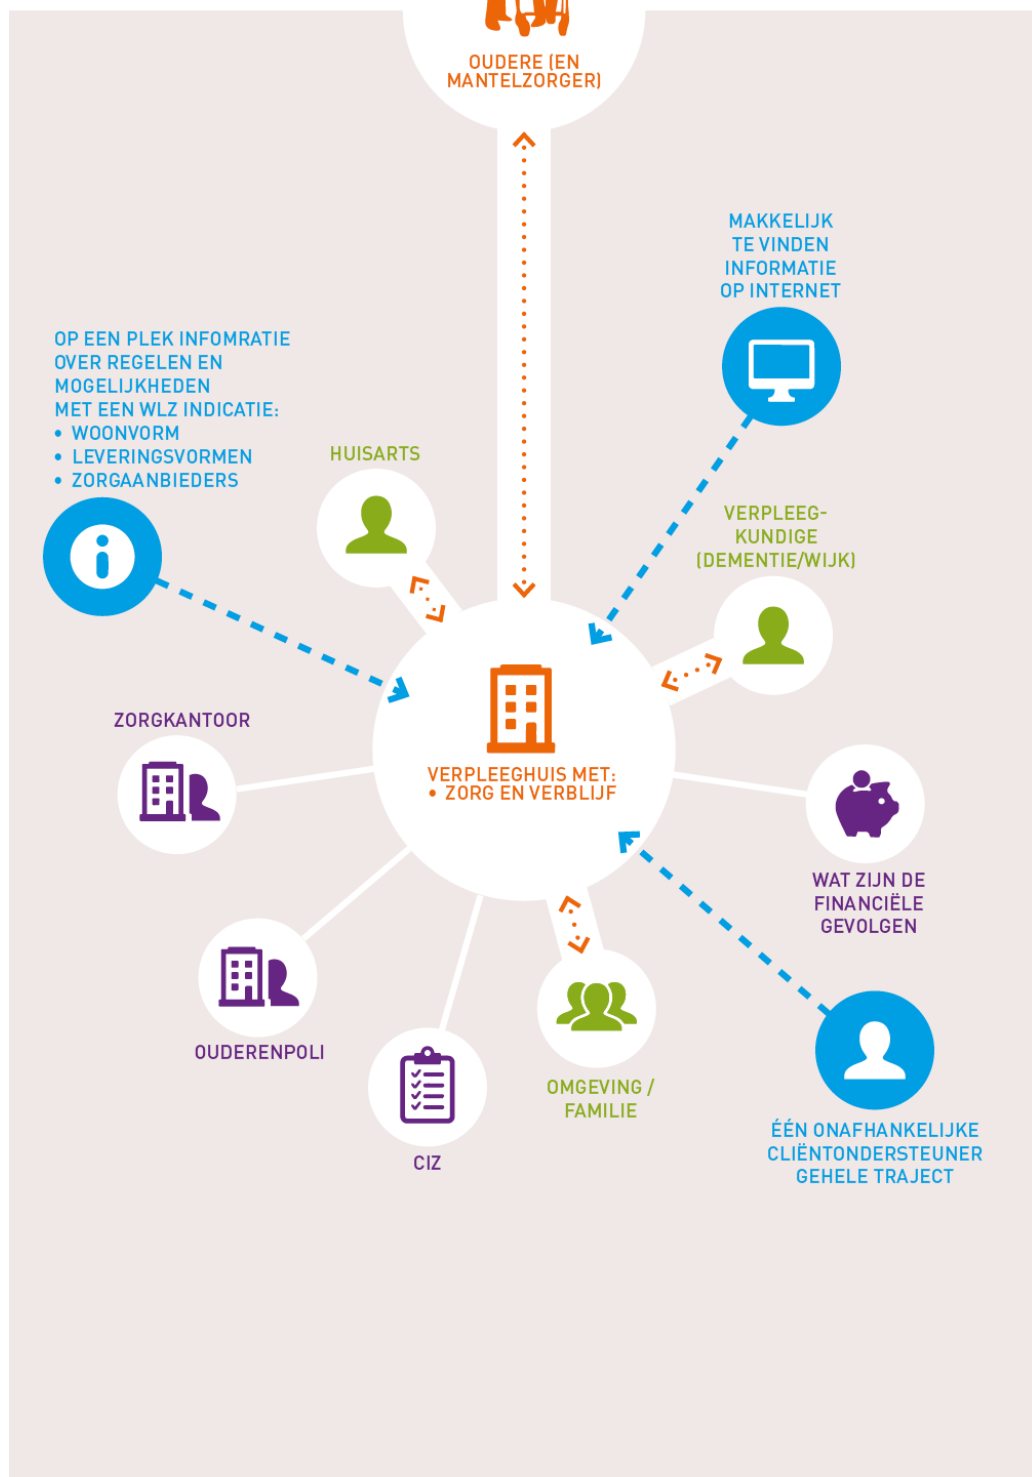 OUDERE (EN
MANTELZORGER)
MAKKELIJK
TE VINDEN
INFORMATIE
OP INTERNET
OP EEN PLEK INFOMRATIE
OVER REGELEN EN
MOGELIJKHEDEN
MET EEN WLZ INDICATIE:
• WOONVORM
• LEVERINGSVORMEN
• ZORGAANBIEDERS
HUISARTS
VERPLEEG-
KUNDIGE
(DEMENTIE/WIJK)
ZORGKANTOOR
VERPLEEGHUIS MET:
• ZORG EN VERBLIJF
WAT ZIJN DE
FINANCIËLE
GEVOLGEN
OUDERENPOLI
OMGEVING /
FAMILIE
CIZ
ÉÉN ONAFHANKELIJKE
CLIËNTONDERSTEUNER
GEHELE TRAJECT